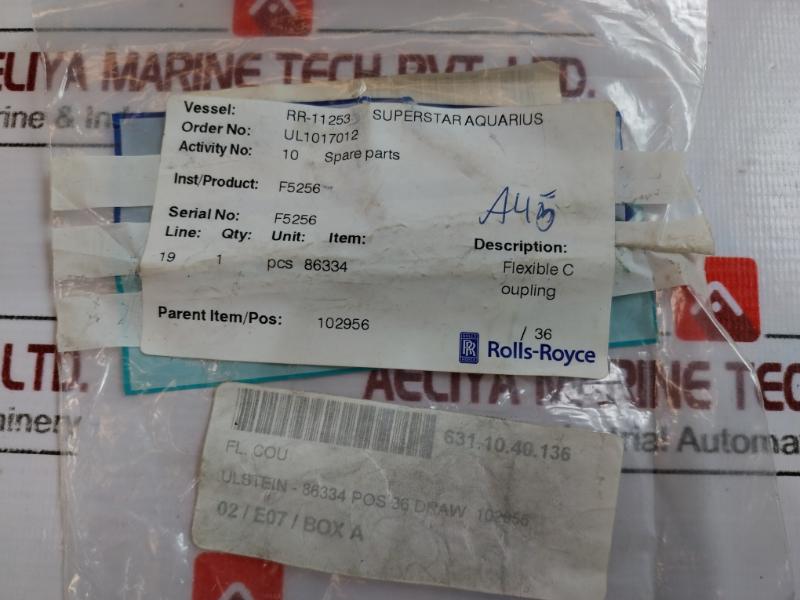 AELIYA MARINE TECH PVT. LTD.
Vessel: RR-11253 SUPERSTAR AQUARIUS
Order No: UL1017012
Activity No: 10 Spare parts
Inst/Product: F5256
Serial No: F5256
Line: Qty: Unit: Item: Description:
19 1 pcs 86334 Flexible C
oupling
Parent Item/Pos: 102956 / 36
RR
Rolls-Royce
LTD.
AELIYA MARINE TEC
hinery
rial Automa
631.10.40.136
FL. COU
ULSTEIN - 86334 POS 36 DRAW 102956
02 / E07 / BOX A